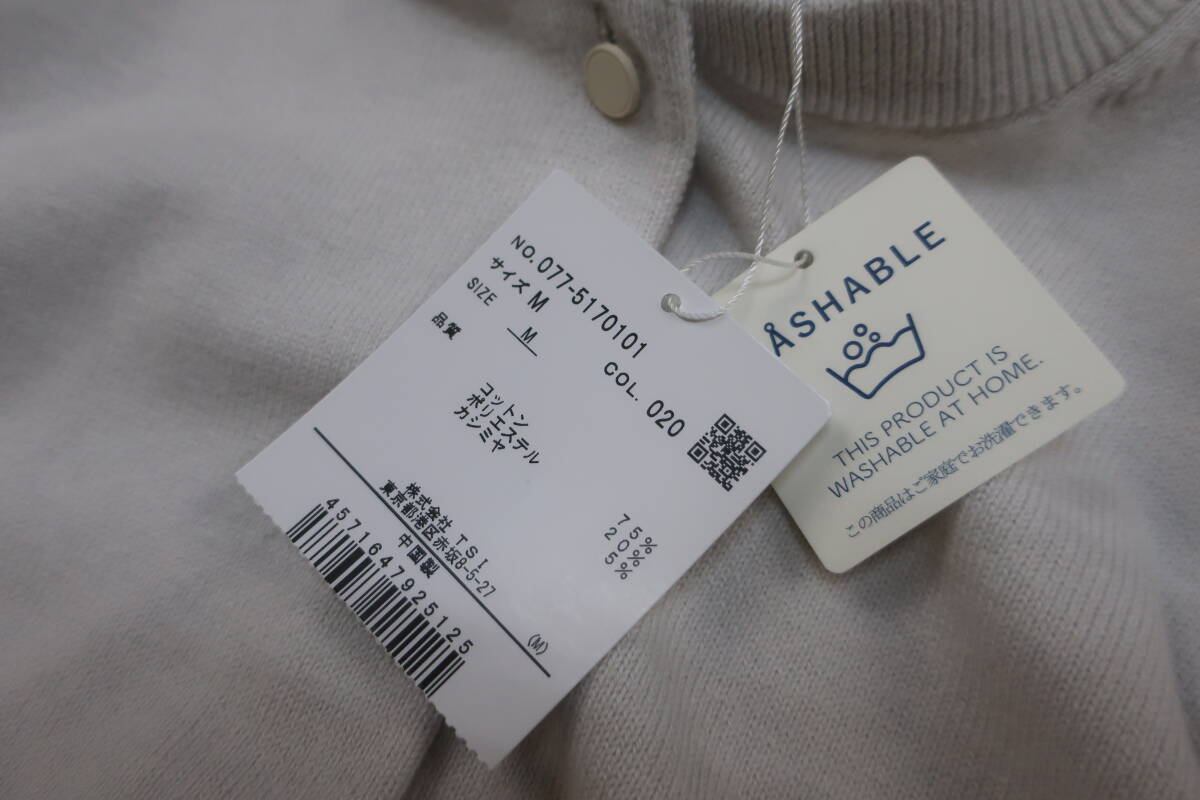 NO. 077-5170101 COL. 020
サイズ M
SIZE M
品質
コットン 75%
ポリエステル 20%
カシミヤ 5%
株式会社 TSI
東京都港区赤坂8-5-27
中国製
(M)
4571647925125
ÅSHABLE
THIS PRODUCT IS
WASHABLE AT HOME.
この商品はご家庭でお洗濯できます。